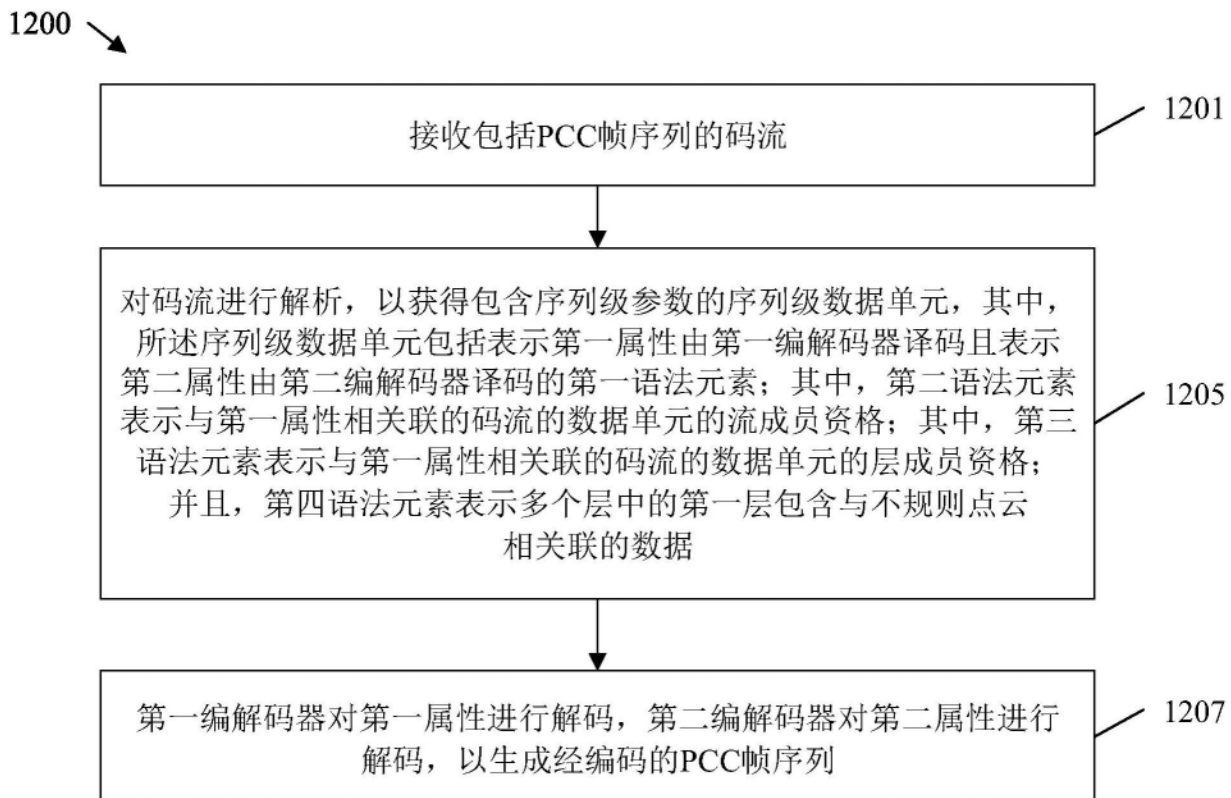 1200
接收包括PCC帧序列的码流
1201
对码流进行解析，以获得包含序列级参数的序列级数据单元，其中，
所述序列级数据单元包括表示第一属性由第一编解码器译码且表示
第二属性由第二编解码器译码的第一语法元素；其中，第二语法元素
表示与第一属性相关联的码流的数据单元的流成员资格；其中，第三
语法元素表示与第一属性相关联的码流的数据单元的层成员资格；
并且，第四语法元素表示多个层中的第一层包含与不规则点云
相关联的数据
1205
第一编解码器对第一属性进行解码，第二编解码器对第二属性进行
解码，以生成经编码的PCC帧序列
1207